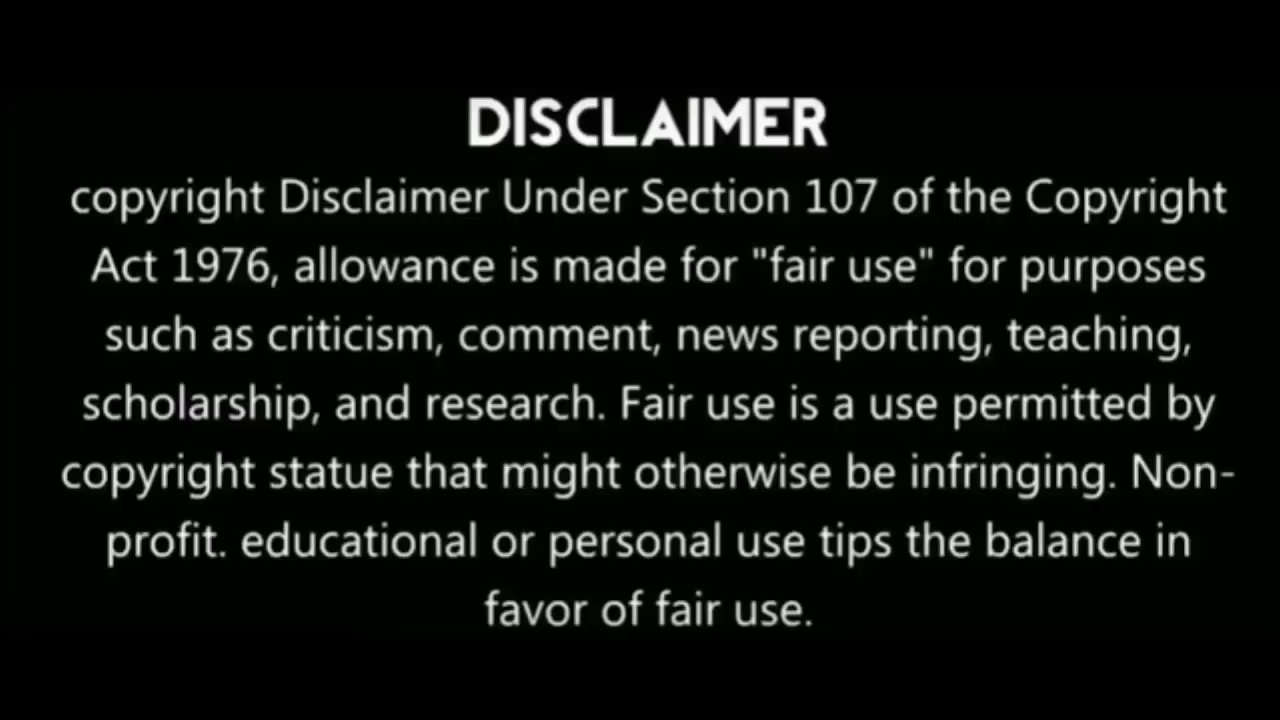 DISCLAIMER
copyright Disclaimer Under Section 107 of the Copyright
Act 1976, allowance is made for "fair use" for purposes
such as criticism, comment, news reporting, teaching,
scholarship, and research. Fair use is a use permitted by
copyright statue that might otherwise be infringing. Non-
profit. educational or personal use tips the balance in
favor of fair use.